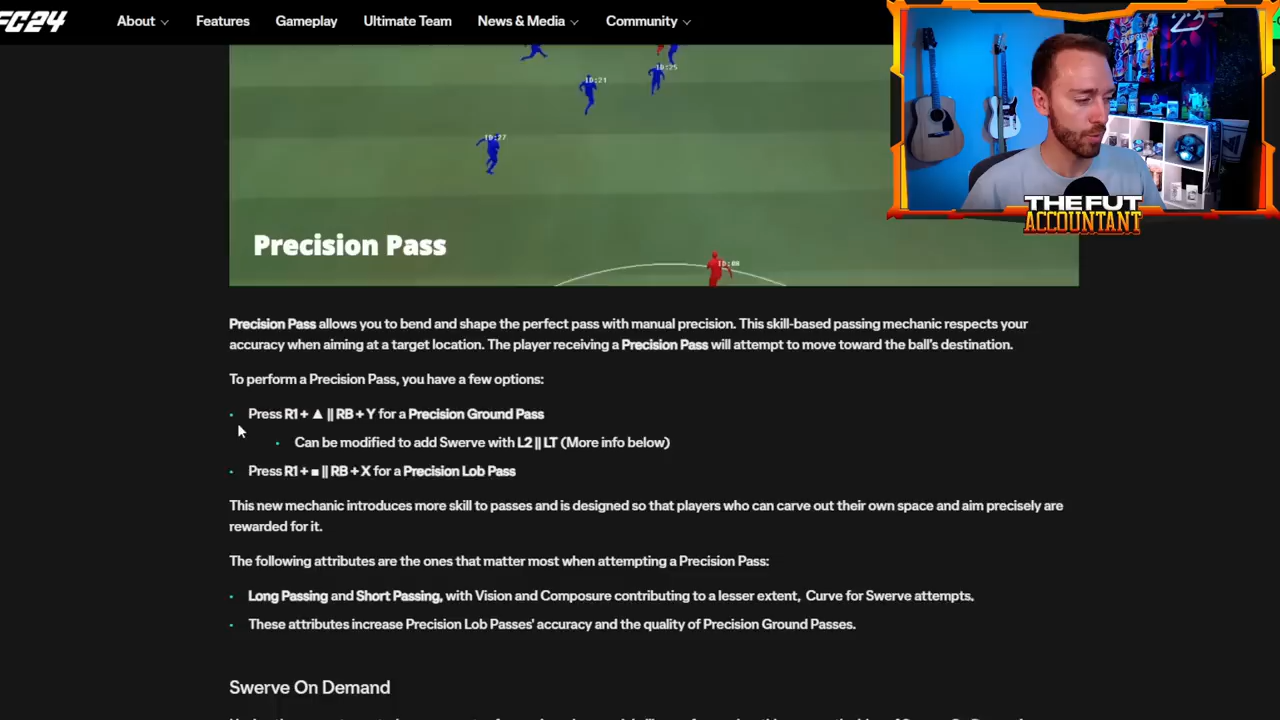 FC24 About Features Gameplay Ultimate Team News & Media Community
ID:25
ID:21
ID:27
THE FUT
ACCOUNTANT
Precision Pass
ID:08
Precision Pass allows you to bend and shape the perfect pass with manual precision. This skill-based passing mechanic respects your
accuracy when aiming at a target location. The player receiving a Precision Pass will attempt to move toward the ball's destination.
To perform a Precision Pass, you have a few options:
Press R1 + ▲ || RB + Y for a Precision Ground Pass
Can be modified to add Swerve with L2 || LT (More info below)
Press R1 + ■ || RB + X for a Precision Lob Pass
This new mechanic introduces more skill to passes and is designed so that players who can carve out their own space and aim precisely are
rewarded for it.
The following attributes are the ones that matter most when attempting a Precision Pass:
Long Passing and Short Passing, with Vision and Composure contributing to a lesser extent, Curve for Swerve attempts.
These attributes increase Precision Lob Passes' accuracy and the quality of Precision Ground Passes.
Swerve On Demand